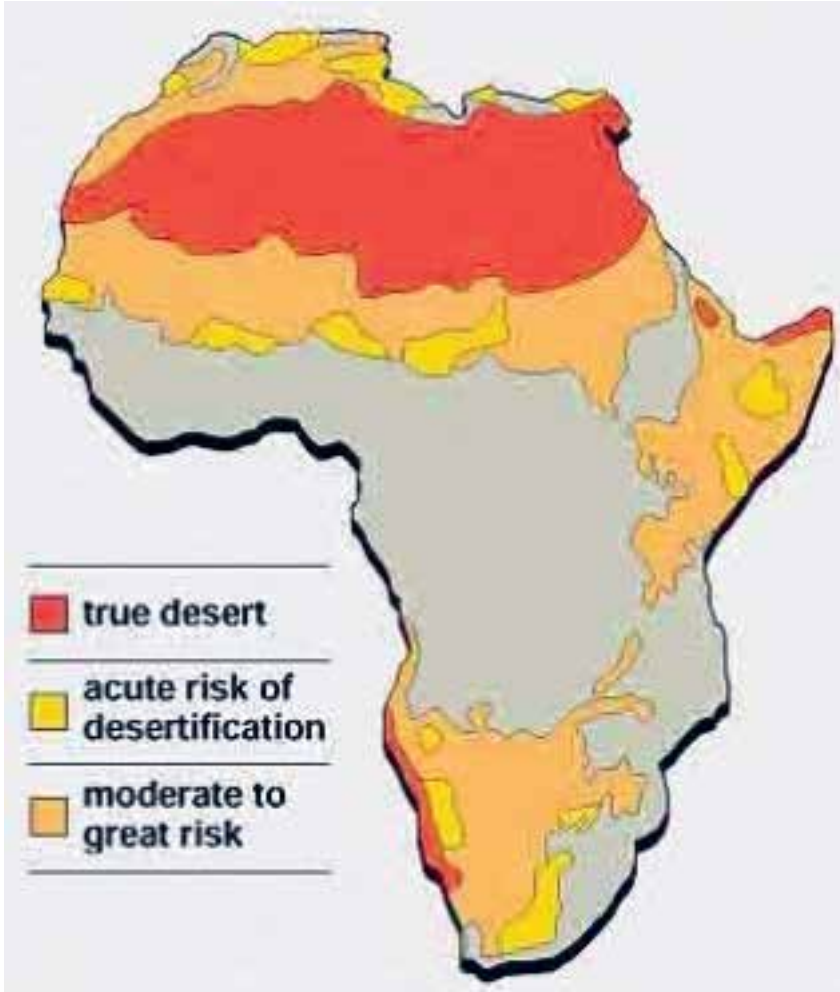 true desert
acute risk of
desertification
moderate to
great risk